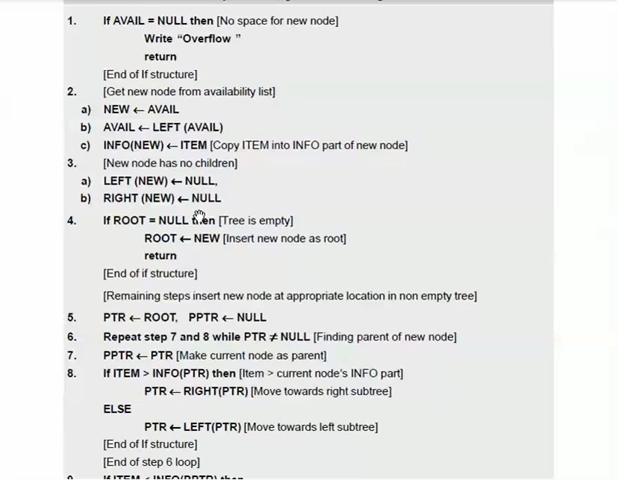 1. If AVAIL = NULL then [No space for new node]
Write "Overflow "
return
[End of If structure]
2. [Get new node from availability list]
a) NEW ← AVAIL
b) AVAIL ← LEFT (AVAIL)
c) INFO(NEW) ← ITEM [Copy ITEM into INFO part of new node]
3. [New node has no children]
a) LEFT (NEW) ← NULL,
b) RIGHT (NEW) ← NULL
4. If ROOT = NULL then [Tree is empty]
ROOT ← NEW [Insert new node as root]
return
[End of if structure]
[Remaining steps insert new node at appropriate location in non empty tree]
5. PTR ← ROOT, PPTR ← NULL
6. Repeat step 7 and 8 while PTR ≠ NULL [Finding parent of new node]
7. PPTR ← PTR [Make current node as parent]
8. If ITEM > INFO(PTR) then [Item > current node's INFO part]
PTR ← RIGHT(PTR) [Move towards right subtree]
ELSE
PTR ← LEFT(PTR) [Move towards left subtree]
[End of If structure]
[End of step 6 loop]
9. If ITEM < INFO(PPTR) then